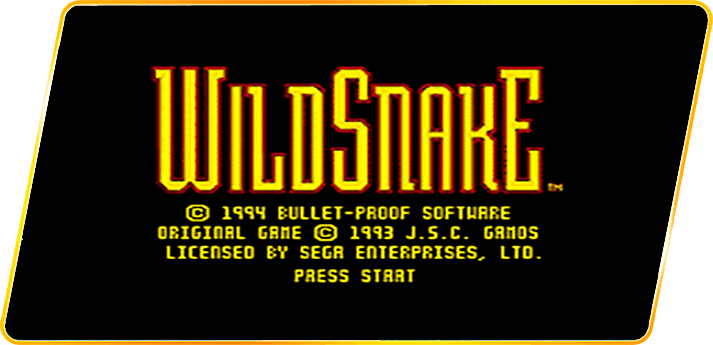 WILDSNAKE™
© 1994 BULLET-PROOF SOFTWARE
ORIGINAL GAME © 1993 J.S.C. GAMOS
LICENSED BY SEGA ENTERPRISES, LTD.
PRESS START